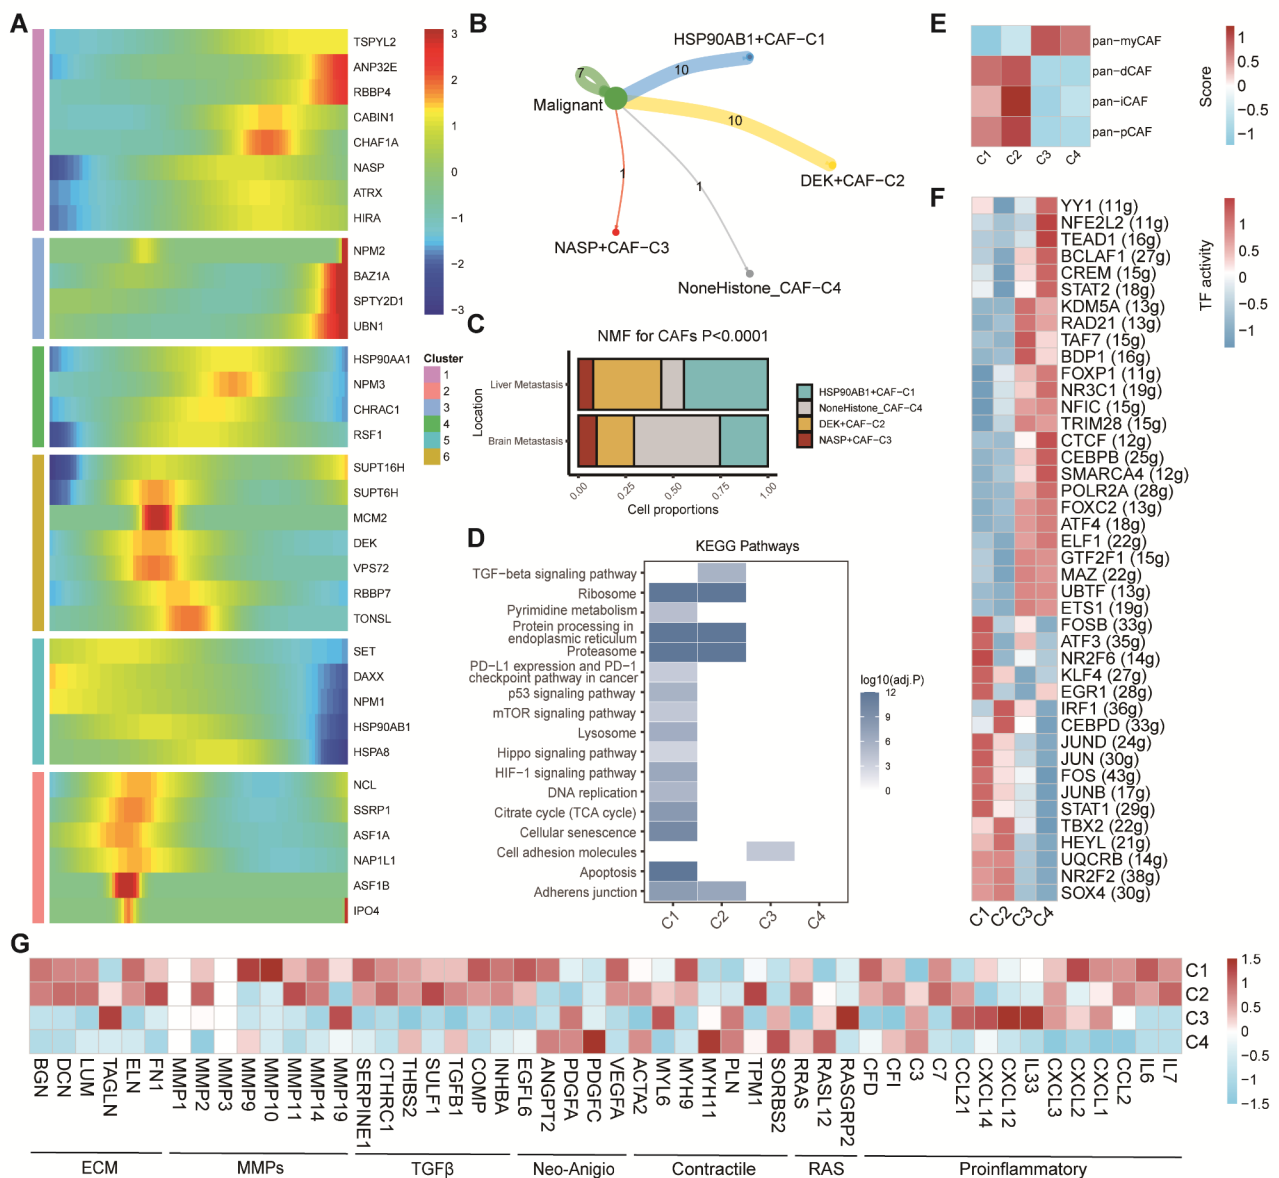 A
TSPYL2
ANP32E
RBBP4
CABIN1
CHAF1A
NASP
ATRX
HIRA
NPM2
BAZ1A
SPTY2D1
UBN1
HSP90AA1
NPM3
CHRAC1
RSF1
SUPT16H
SUPT6H
MCM2
DEK
VPS72
RBBP7
TONSL
SET
DAXX
NPM1
HSP90AB1
HSPA8
NCL
SSRP1
ASF1A
NAP1L1
ASF1B
IPO4
3
2
1
0
−1
−2
−3
Cluster
1
2
3
4
5
6
B
HSP90AB1+CAF−C1
7
10
Malignant
10
DEK+CAF−C2
1
1
NASP+CAF−C3
NoneHistone_CAF−C4
C
NMF for CAFs P<0.0001
Location
Liver Metastasis
Brain Metastasis
0.00
0.25
0.50
0.75
1.00
Cell proportions
HSP90AB1+CAF−C1
NoneHistone_CAF−C4
DEK+CAF−C2
NASP+CAF−C3
D
KEGG Pathways
TGF−beta signaling pathway
Ribosome
Pyrimidine metabolism
Protein processing in
endoplasmic reticulum
Proteasome
PD−L1 expression and PD−1
checkpoint pathway in cancer
p53 signaling pathway
mTOR signaling pathway
Lysosome
Hippo signaling pathway
HIF−1 signaling pathway
DNA replication
Citrate cycle (TCA cycle)
Cellular senescence
Cell adhesion molecules
Apoptosis
Adherens junction
C1
C2
C3
C4
log10(adj.P)
12
9
6
3
0
E
pan−myCAF
pan−dCAF
pan−iCAF
pan−pCAF
C1
C2
C3
C4
Score
1
0.5
0
−0.5
−1
F
YY1 (11g)
NFE2L2 (11g)
TEAD1 (16g)
BCLAF1 (27g)
CREM (15g)
STAT2 (18g)
KDM5A (13g)
RAD21 (13g)
TAF7 (15g)
BDP1 (16g)
FOXP1 (11g)
NR3C1 (19g)
NFIC (15g)
TRIM28 (15g)
CTCF (12g)
CEBPB (25g)
SMARCA4 (12g)
POLR2A (28g)
FOXC2 (13g)
ATF4 (18g)
ELF1 (22g)
GTF2F1 (15g)
MAZ (22g)
UBTF (13g)
ETS1 (19g)
FOSB (33g)
ATF3 (35g)
NR2F6 (14g)
KLF4 (27g)
EGR1 (28g)
IRF1 (36g)
CEBPD (33g)
JUND (24g)
JUN (30g)
FOS (43g)
JUNB (17g)
STAT1 (29g)
TBX2 (22g)
HEYL (21g)
UQCRB (14g)
NR2F2 (38g)
SOX4 (30g)
C1
C2
C3
C4
TF activity
1
0.5
0
−0.5
−1
G
C1
C2
C3
C4
BGN
DCN
LUM
TAGLN
ELN
FN1
MMP1
MMP2
MMP3
MMP9
MMP10
MMP11
MMP14
MMP19
SERPINE1
CTHRC1
THBS2
SULF1
TGFB1
COMP
INHBA
EGFL6
ANGPT2
PDGFA
PDGFC
VEGFA
ACTA2
MYL6
MYH9
MYH11
PLN
TPM1
SORBS2
RRAS
RASL12
RASGRP2
CFD
CFI
C3
C7
CCL21
CXCL14
CXCL12
IL33
CXCL3
CXCL2
CXCL1
CCL2
IL6
IL7
ECM
MMPs
TGFβ
Neo-Anigio
Contractile
RAS
Proinflammatory
1.5
1
0.5
0
−0.5
−1
−1.5